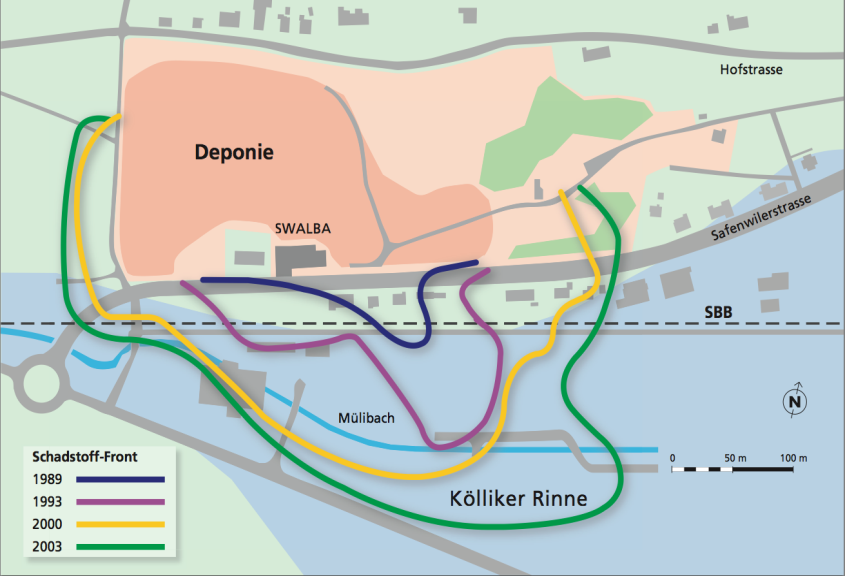 Hofstrasse
Deponie
SWALBA
Safenwilerstrasse
SBB
N
Mülibach
0 50 m 100 m
Kölliker Rinne
Schadstoff-Front
1989
1993
2000
2003